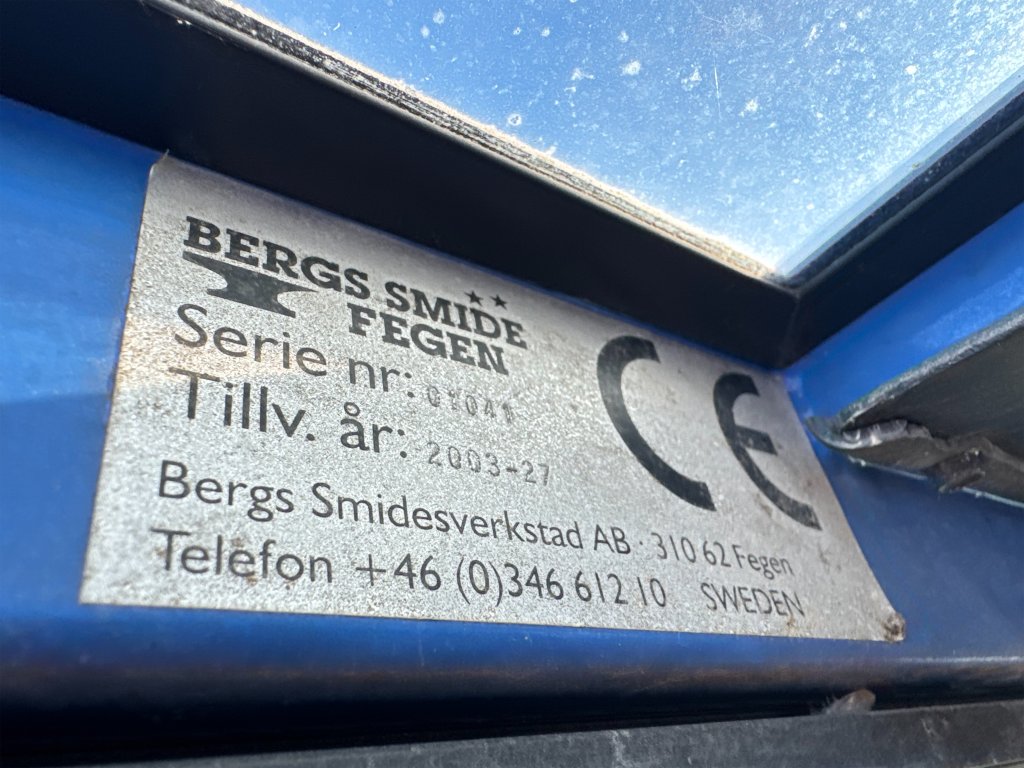 BERGS SMIDE
FEGEN
Serie nr:
Tillv. år: 2003-27
CE
Bergs Smidesverkstad AB · 310 62 Fegen
Telefon +46 (0)346 612 10 SWEDEN